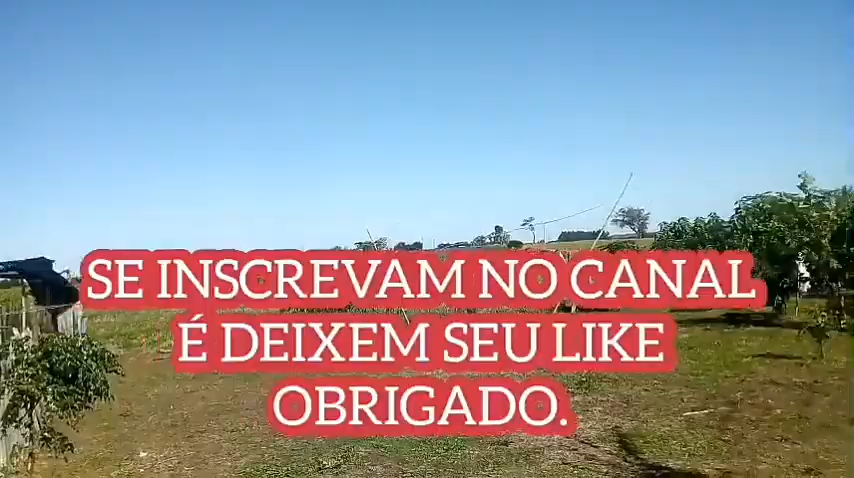 SE INSCREVAM NO CANAL
É DEIXEM SEU LIKE
OBRIGADO.